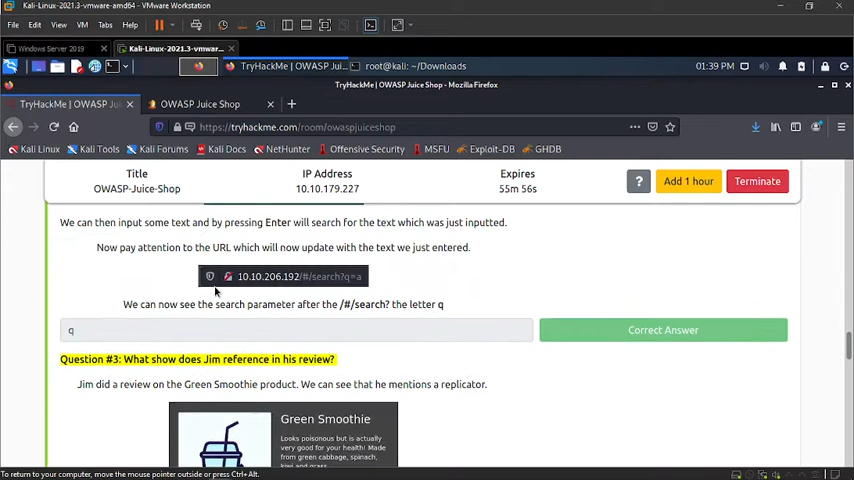 Kali-Linux-2021.3-vmware-amd64 - VMware Workstation
File Edit View VM Tabs Help
Windows Server 2019 Kali-Linux-2021.3-vmwar...
TryHackMe | OWASP Jui... root@kali: ~/Downloads 01:39 AM
TryHackMe | OWASP Juice Shop - Mozilla Firefox
TryHackMe | OWASP Jui OWASP Juice Shop
https://tryhackme.com/room/owaspjuiceshop
Kali Linux Kali Tools Kali Forums Kali Docs NetHunter Offensive Security MSFU Exploit-DB GHDB
Title IP Address Expires
OWASP-Juice-Shop 10.10.179.227 55m 56s
? Add 1 hour Terminate
We can then input some text and by pressing Enter will search for the text which was just inputted.
Now pay attention to the URL which will now update with the text we just entered.
10.10.206.192/#/search?q=a
We can now see the search parameter after the /#/search? the letter q
q Correct Answer
Question #3: What show does Jim reference in his review?
Jim did a review on the Green Smoothie product. We can see that he mentions a replicator.
Green Smoothie
Looks poisonous but is actually
very good for your health! Made
from green cabbage, spinach,
kiwi and grass.
To return to your computer, move the mouse pointer outside or press Ctrl+Alt.